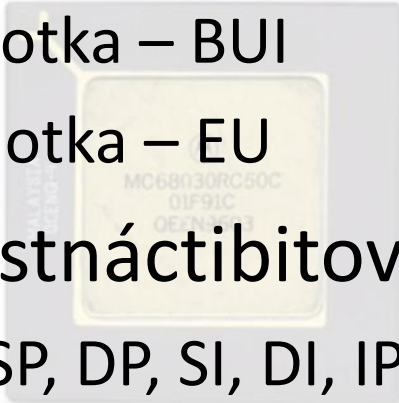 otka – BUI
otka – EU
MC68030RC50C
01F91C
stnáctibitov
SP, DP, SI, DI, IP